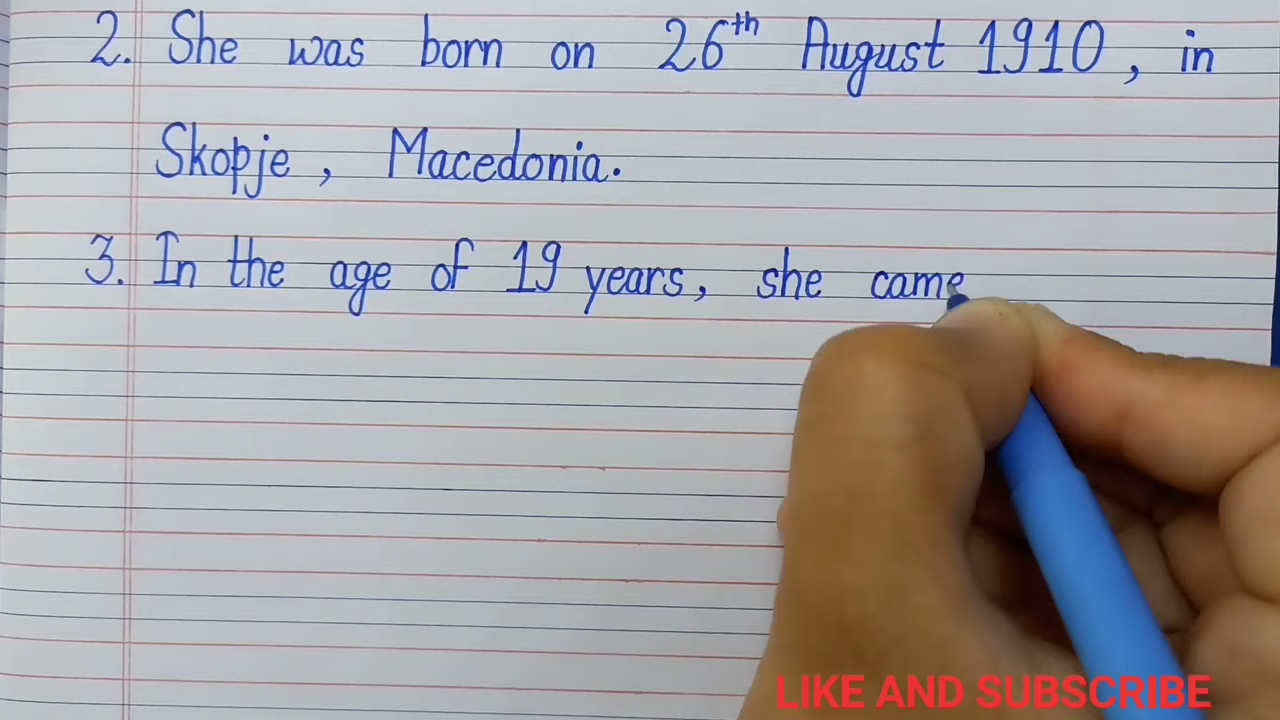 2. She was born on 26th August 1910, in
Skopje, Macedonia.
3. In the age of 19 years, she came
LIKE AND SUBSCRIBE